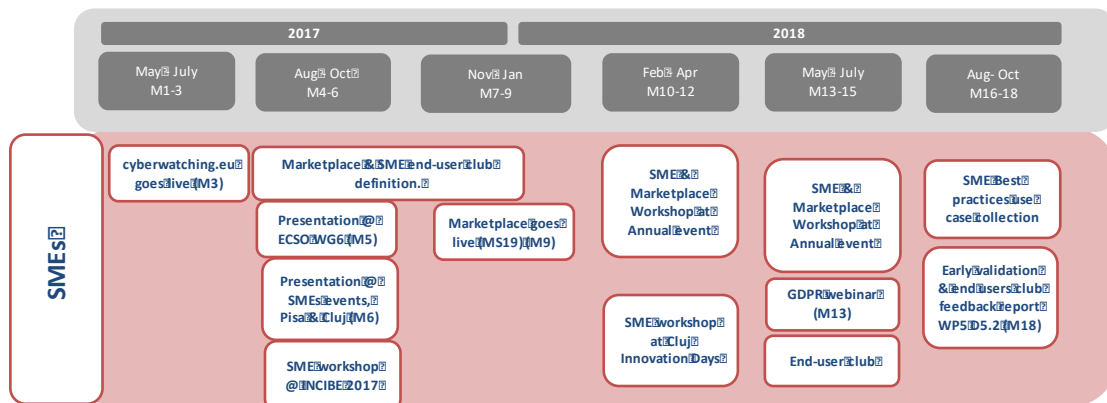 2017
2018
May July
M1-3
Aug Oct
M4-6
Nov Jan
M7-9
Feb Apr
M10-12
May July
M13-15
Aug- Oct
M16-18
SMEs
cyberwatching.eu
goes live (M3)
Marketplace & SME end-user club
definition.
Presentation @
ECSO WG6 (M5)
Presentation @
SMEs events,
Pisa & Cluj (M6)
SME workshop
@ INCIBE 2017
Marketplace goes
live (MS19) (M9)
SME &
Marketplace
Workshop at
Annual event
SME workshop
at Cluj
Innovation Days
SME &
Marketplace
Workshop at
Annual event
GDPR webinar
(M13)
End-user club
SME Best
practices use
case collection
Early validation
& end users club
feedback report
WP5 D5.2 (M18)